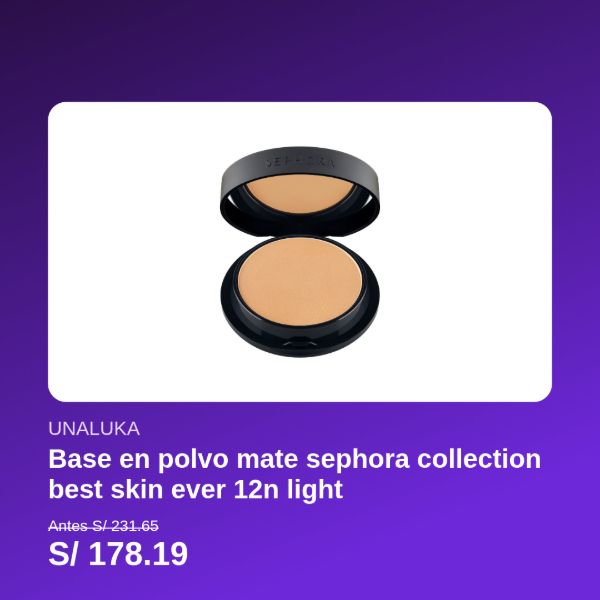 SEPHORA
UNALUKA
Base en polvo mate sephora collection
best skin ever 12n light
Antes S/ 231.65
S/ 178.19